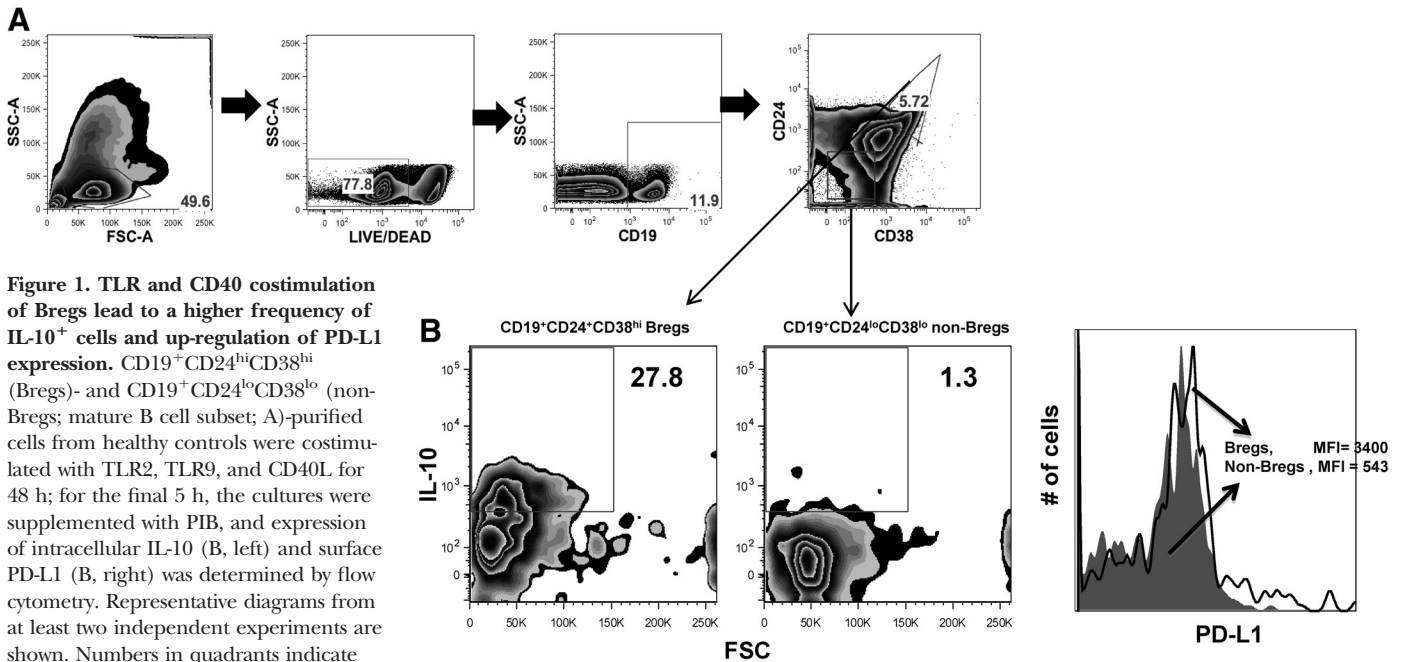 A
250K
200K
150K
100K
50K
0
SSC-A
49.6
0 50K 100K 150K 200K 250K
FSC-A
250K
200K
150K
100K
50K
0
SSC-A
77.8
0 10² 10³ 10⁴ 10⁵
LIVE/DEAD
250K
200K
150K
100K
50K
0
SSC-A
11.9
0 10² 10³ 10⁴ 10⁵
CD19
10⁵
10⁴
10³
10²
0
CD24
5.72
0 10² 10³ 10⁴ 10⁵
CD38
Figure 1. TLR and CD40 costimulation
of Bregs lead to a higher frequency of
IL-10⁺ cells and up-regulation of PD-L1
expression. CD19⁺CD24ʰⁱCD38ʰⁱ
(Bregs)- and CD19⁺CD24ˡᵒCD38ˡᵒ (non-
Bregs; mature B cell subset; A)-purified
cells from healthy controls were costimu-
lated with TLR2, TLR9, and CD40L for
48 h; for the final 5 h, the cultures were
supplemented with PIB, and expression
of intracellular IL-10 (B, left) and surface
PD-L1 (B, right) was determined by flow
cytometry. Representative diagrams from
at least two independent experiments are
shown. Numbers in quadrants indicate
B
CD19⁺CD24⁺CD38ʰⁱ Bregs
27.8
10⁵
10⁴
10³
10²
0
IL-10
0 50K 100K 150K 200K 250K
CD19⁺CD24ˡᵒCD38ˡᵒ non-Bregs
1.3
10⁵
10⁴
10³
10²
0
0 50K 100K 150K 200K 250K
FSC
# of cells
Bregs, MFI= 3400
Non-Bregs , MFI = 543
PD-L1